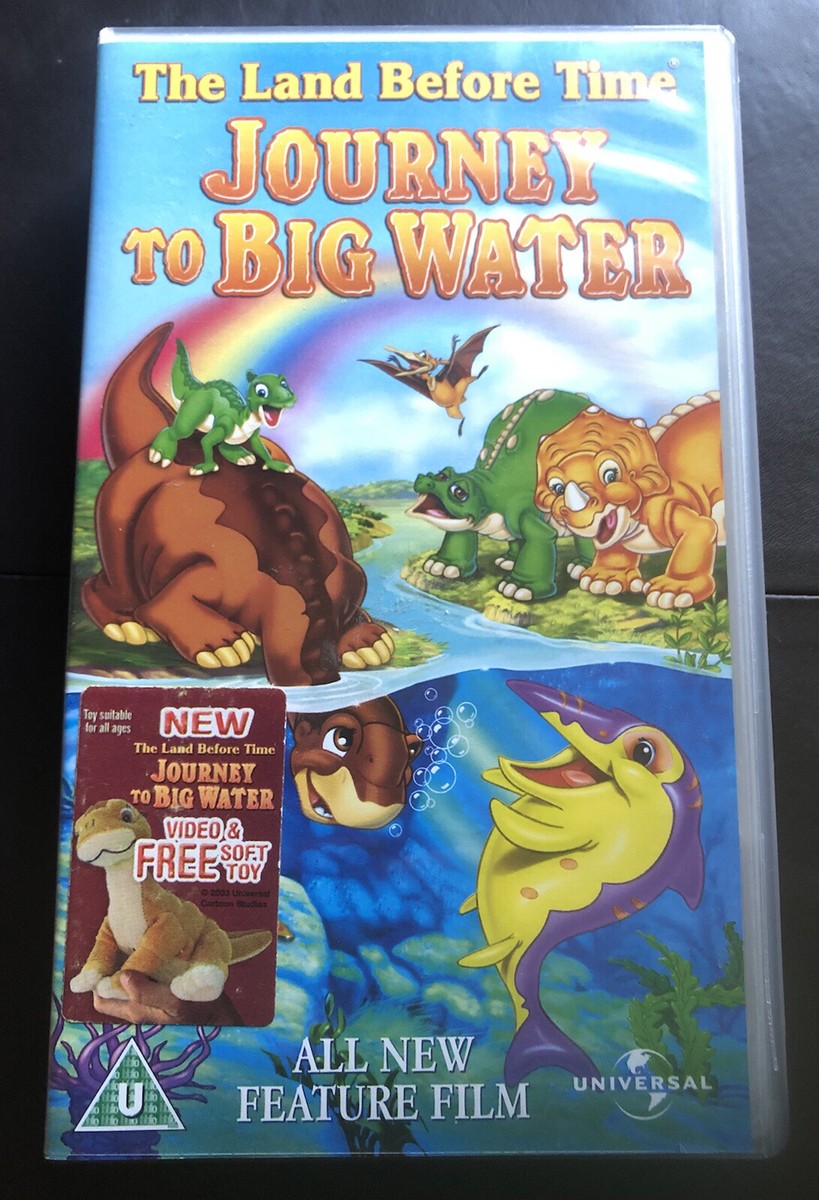 The Land Before Time®
JOURNEY
TO BIG WATER
Toy suitable
for all ages
NEW
The Land Before Time
JOURNEY
TO BIG WATER
VIDEO &
FREE SOFT
TOY
© 2003 Universal
Cartoon Studios
ALL NEW
FEATURE FILM
U
UNIVERSAL